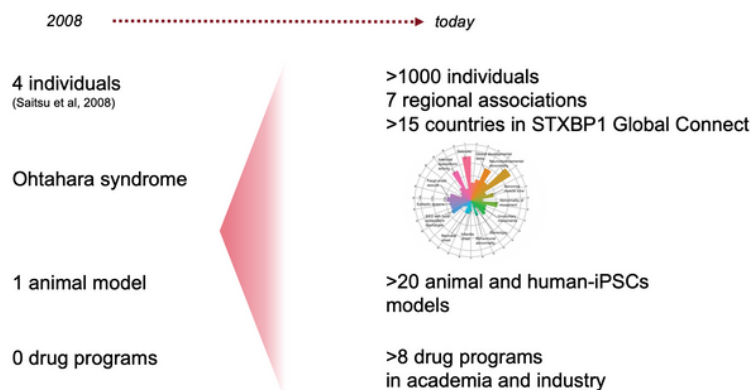 2008
today
4 individuals
(Saitsu et al, 2008)
>1000 individuals
7 regional associations
>15 countries in STXBP1 Global Connect
Ohtahara syndrome
1 animal model
>20 animal and human-iPSCs
models
0 drug programs
>8 drug programs
in academia and industry